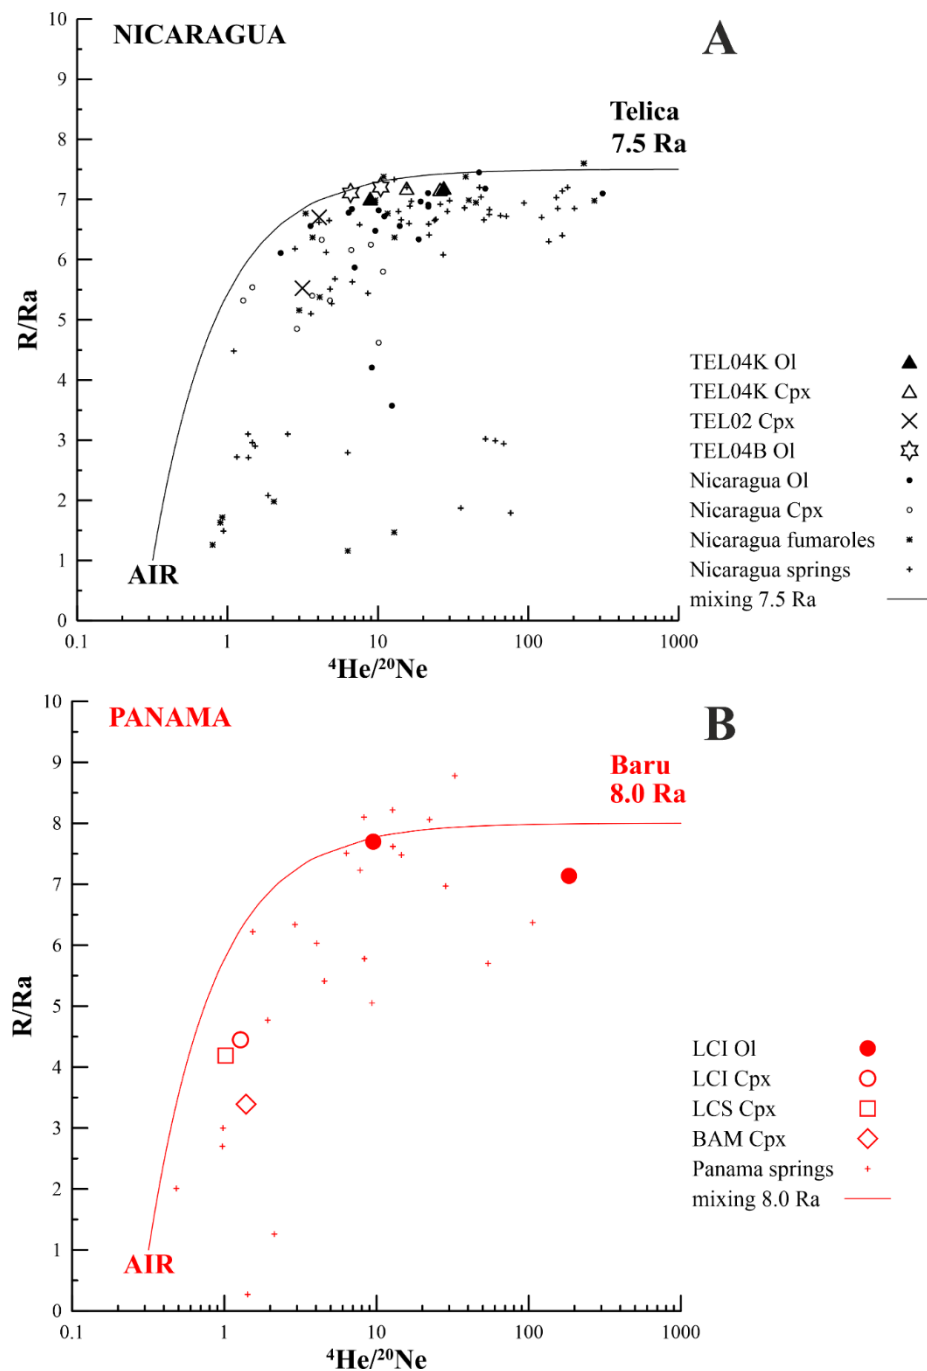 NICARAGUA
A
Telica
7.5 Ra
10
9
8
7
6
5
4
3
2
1
0
R/Ra
AIR
TEL04K Ol
TEL04K Cpx
TEL02 Cpx
TEL04B Ol
Nicaragua Ol
Nicaragua Cpx
Nicaragua fumaroles
Nicaragua springs
mixing 7.5 Ra
0.1 1 10 100 1000
⁴He/²⁰Ne
PANAMA
B
Baru
8.0 Ra
10
9
8
7
6
5
4
3
2
1
0
R/Ra
AIR
LCI Ol
LCI Cpx
LCS Cpx
BAM Cpx
Panama springs
mixing 8.0 Ra
0.1 1 10 100 1000
⁴He/²⁰Ne